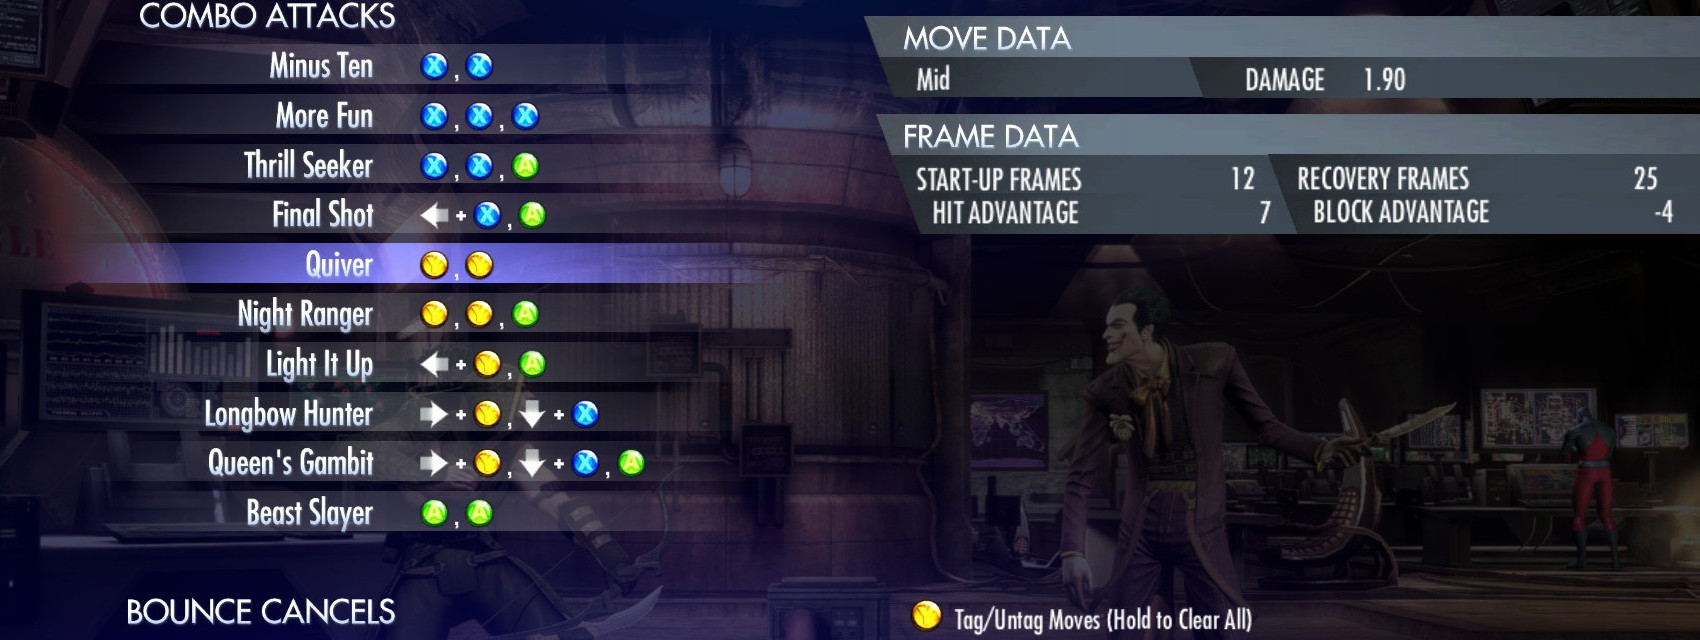 COMBO ATTACKS
Minus Ten X , X
More Fun X , X , X
Thrill Seeker X , X , A
Final Shot + X , A
Quiver Y , Y
Night Ranger Y , Y , A
Light It Up + Y , A
Longbow Hunter + Y , + X
Queen's Gambit + Y , + X , A
Beast Slayer A , A
BOUNCE CANCELS
MOVE DATA
Mid DAMAGE 1.90
FRAME DATA
START-UP FRAMES 12 RECOVERY FRAMES 25
HIT ADVANTAGE 7 BLOCK ADVANTAGE -4
Y Tag/Untag Moves (Hold to Clear All)